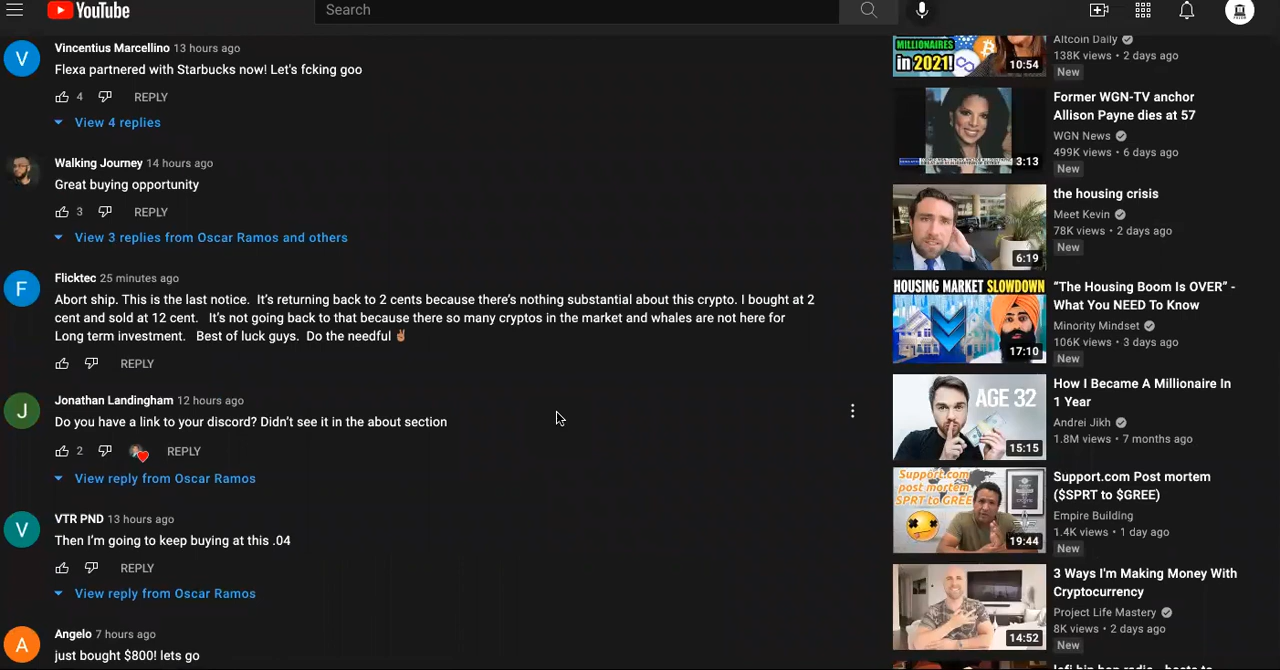 YouTube
Search
Vincentius Marcellino 13 hours ago
Flexa partnered with Starbucks now! Let's fcking goo
4 REPLY
View 4 replies
Walking Journey 14 hours ago
Great buying opportunity
3 REPLY
View 3 replies from Oscar Ramos and others
F
Flicktec 25 minutes ago
Abort ship. This is the last notice. It's returning back to 2 cents because there's nothing substantial about this crypto. I bought at 2
cent and sold at 12 cent. It's not going back to that because there so many cryptos in the market and whales are not here for
Long term investment. Best of luck guys. Do the needful ✌🏽
REPLY
J
Jonathan Landingham 12 hours ago
Do you have a link to your discord? Didn't see it in the about section
2 REPLY
View reply from Oscar Ramos
V
VTR PND 13 hours ago
Then I'm going to keep buying at this .04
REPLY
View reply from Oscar Ramos
A
Angelo 7 hours ago
just bought $800! lets go
V
MILLIONAIRES
in 2021!
10:54
Altcoin Daily
138K views • 2 days ago
New
3:13
Former WGN-TV anchor
Allison Payne dies at 57
WGN News
499K views • 6 days ago
New
6:19
the housing crisis
Meet Kevin
78K views • 2 days ago
New
THE HOUSING MARKET SLOWDOWN
17:10
"The Housing Boom Is OVER" -
What You NEED To Know
Minority Mindset
106K views • 3 days ago
New
AGE 32
15:15
How I Became A Millionaire In
1 Year
Andrei Jikh
1.8M views • 7 months ago
Support.com
post mortem
SPRT to GREE
19:44
Support.com Post mortem
($SPRT to $GREE)
Empire Building
1.4K views • 1 day ago
New
14:52
3 Ways I'm Making Money With
Cryptocurrency
Project Life Mastery
8K views • 2 days ago
New